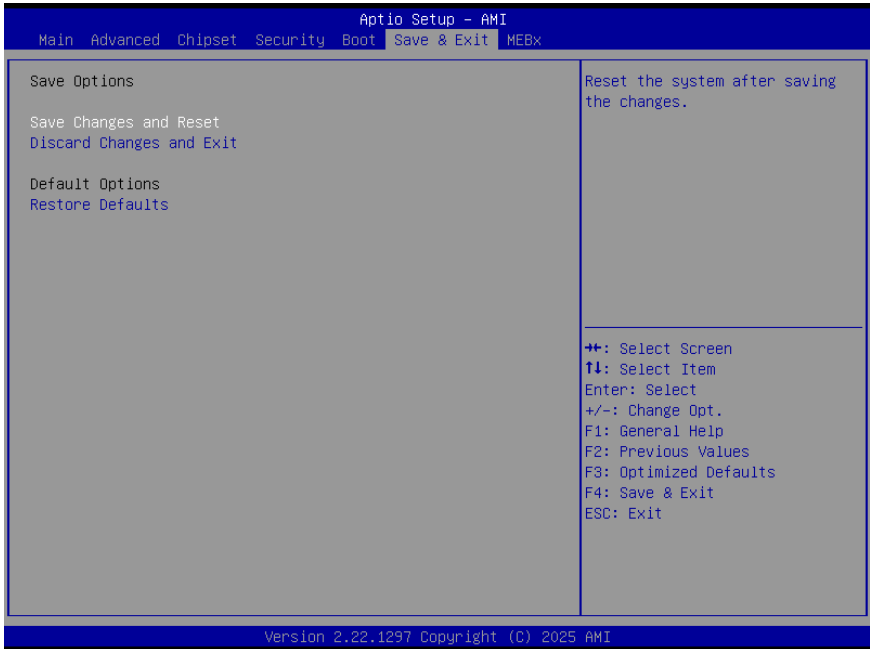 Aptio Setup – AMI
Main Advanced Chipset Security Boot Save & Exit MEBx
Save Options
Save Changes and Reset
Discard Changes and Exit
Default Options
Restore Defaults
Reset the system after saving
the changes.
→←: Select Screen
↑↓: Select Item
Enter: Select
+/-: Change Opt.
F1: General Help
F2: Previous Values
F3: Optimized Defaults
F4: Save & Exit
ESC: Exit
Version 2.22.1297 Copyright (C) 2025 AMI